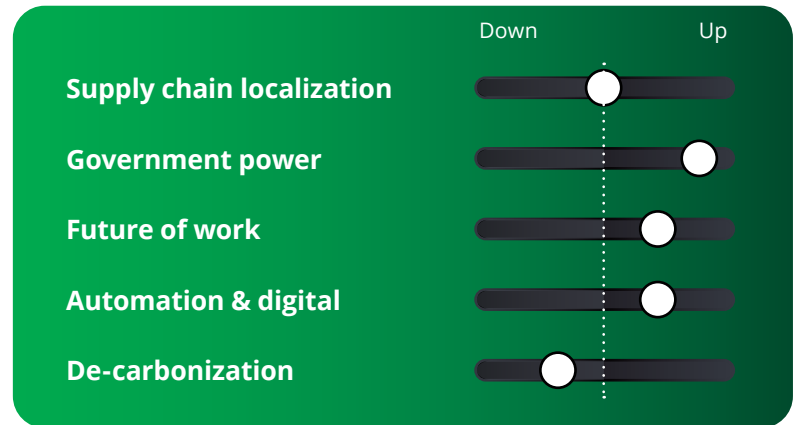 Down Up
Supply chain localization
Government power
Future of work
Automation & digital
De-carbonization